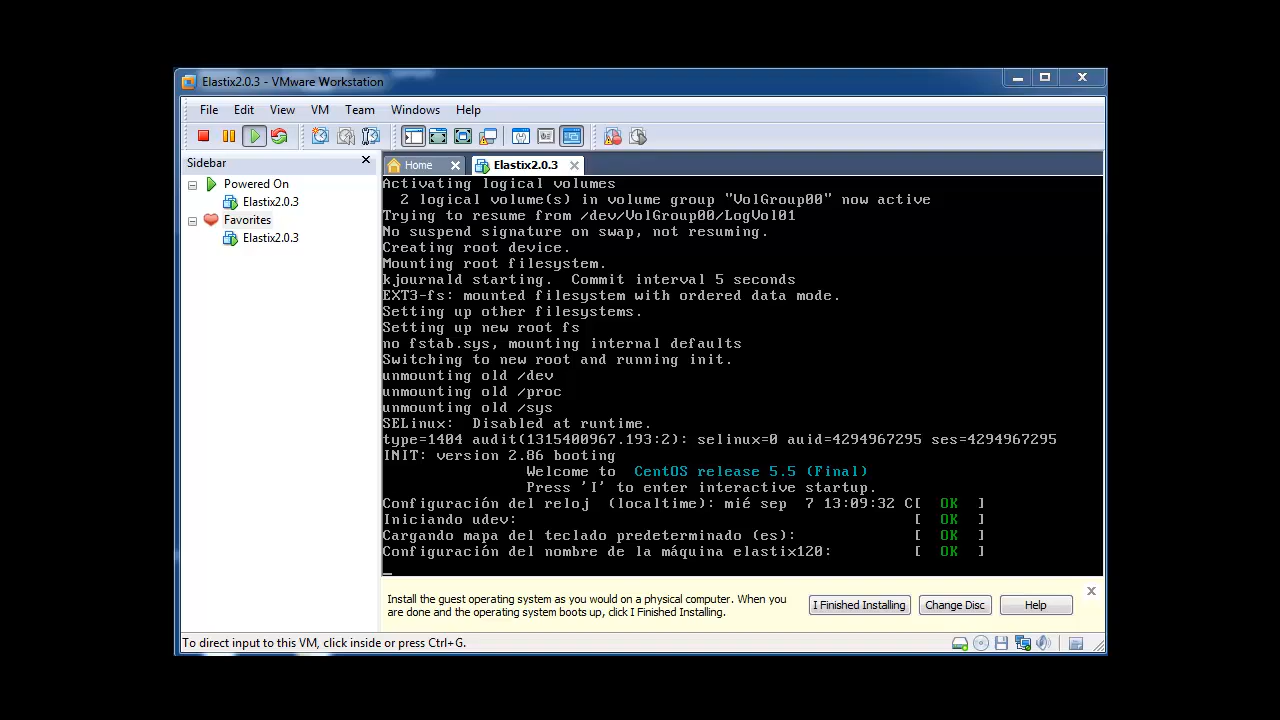 Elastix2.0.3 - VMware Workstation
File Edit View VM Team Windows Help
Sidebar
Home Elastix2.0.3
Powered On
Elastix2.0.3
Favorites
Elastix2.0.3
Activating logical volumes
2 logical volume(s) in volume group "VolGroup00" now active
Trying to resume from /dev/VolGroup00/LogVol01
No suspend signature on swap, not resuming.
Creating root device.
Mounting root filesystem.
kjournald starting.  Commit interval 5 seconds
EXT3-fs: mounted filesystem with ordered data mode.
Setting up other filesystems.
Setting up new root fs
no fstab.sys, mounting internal defaults
Switching to new root and running init.
unmounting old /dev
unmounting old /proc
unmounting old /sys
SELinux:  Disabled at runtime.
type=1404 audit(1315400967.193:2): selinux=0 auid=4294967295 ses=4294967295
INIT: version 2.86 booting
Welcome to  CentOS release 5.5 (Final)
Press 'I' to enter interactive startup.
Configuración del reloj  (localtime): mié sep  7 13:09:32 C[  OK  ]
Iniciando udev: [  OK  ]
Cargando mapa del teclado predeterminado (es): [  OK  ]
Configuración del nombre de la máquina elastix120: [  OK  ]
Install the guest operating system as you would on a physical computer. When you
are done and the operating system boots up, click I Finished Installing.
I Finished Installing Change Disc Help
To direct input to this VM, click inside or press Ctrl+G.